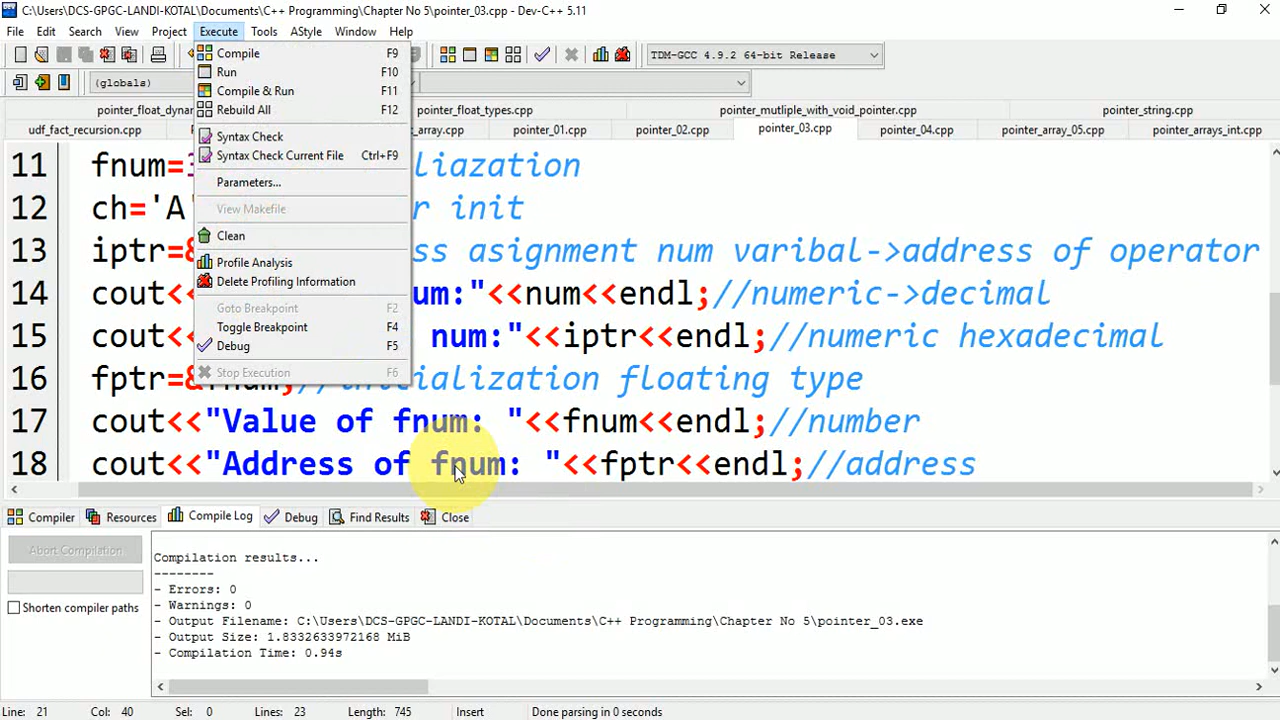 C:\Users\DCS-GPGC-LANDI-KOTAL\Documents\C++ Programming\Chapter No 5\pointer_03.cpp - Dev-C++ 5.11
File Edit Search View Project Execute Tools AStyle Window Help
TDM-GCC 4.9.2 64-bit Release
(globals)
Compile F9
Run F10
Compile & Run F11
Rebuild All F12
Syntax Check
Syntax Check Current File Ctrl+F9
Parameters...
View Makefile
Clean
Profile Analysis
Delete Profiling Information
Goto Breakpoint F2
Toggle Breakpoint F4
Debug F5
Stop Execution F6
pointer_float_dynar pointer_float_types.cpp pointer_mutliple_with_void_pointer.cpp pointer_string.cpp
udf_fact_recursion.cpp _array.cpp pointer_01.cpp pointer_02.cpp pointer_03.cpp pointer_04.cpp pointer_array_05.cpp pointer_arrays_int.cpp
11 fnum=3 liazation
12 ch='A' r init
13 iptr=& ss asignment num varibal->address of operator
14 cout<< num:"<<num<<endl;//numeric->decimal
15 cout<< num:"<<iptr<<endl;//numeric hexadecimal
16 fptr=&fnum;//initialization floating type
17 cout<<"Value of fnum: "<<fnum<<endl;//number
18 cout<<"Address of fnum: "<<fptr<<endl;//address
Compiler Resources Compile Log Debug Find Results Close
Abort Compilation
Shorten compiler paths
Compilation results...
--------
- Errors: 0
- Warnings: 0
- Output Filename: C:\Users\DCS-GPGC-LANDI-KOTAL\Documents\C++ Programming\Chapter No 5\pointer_03.exe
- Output Size: 1.8332633972168 MiB
- Compilation Time: 0.94s
Line: 21 Col: 40 Sel: 0 Lines: 23 Length: 745 Insert Done parsing in 0 seconds